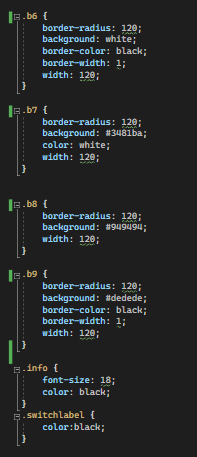 .b6 {
border-radius: 120;
background: white;
border-color: black;
border-width: 1;
width: 120;
}
.b7 {
border-radius: 120;
background: #3481ba;
color: white;
width: 120;
}
.b8 {
border-radius: 120;
background: #949494;
width: 120;
}
.b9 {
border-radius: 120;
background: #dedede;
border-color: black;
border-width: 1;
width: 120;
}
.info {
font-size: 18;
color: black;
}
.switchlabel {
color:black;
}